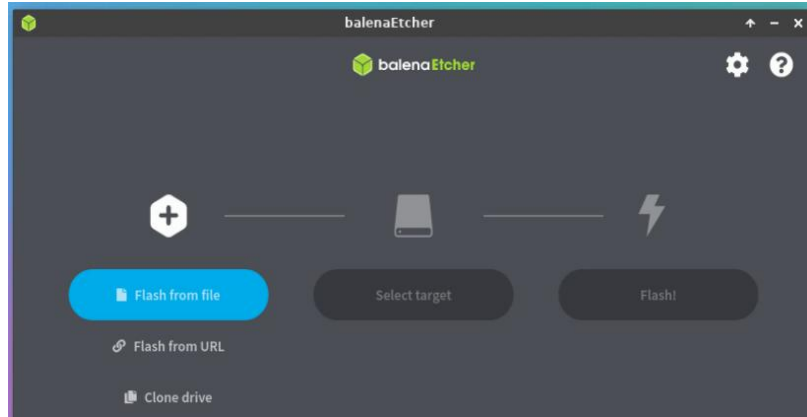 balenaEtcher
balenaEtcher
Flash from file
Select target
Flash!
Flash from URL
Clone drive